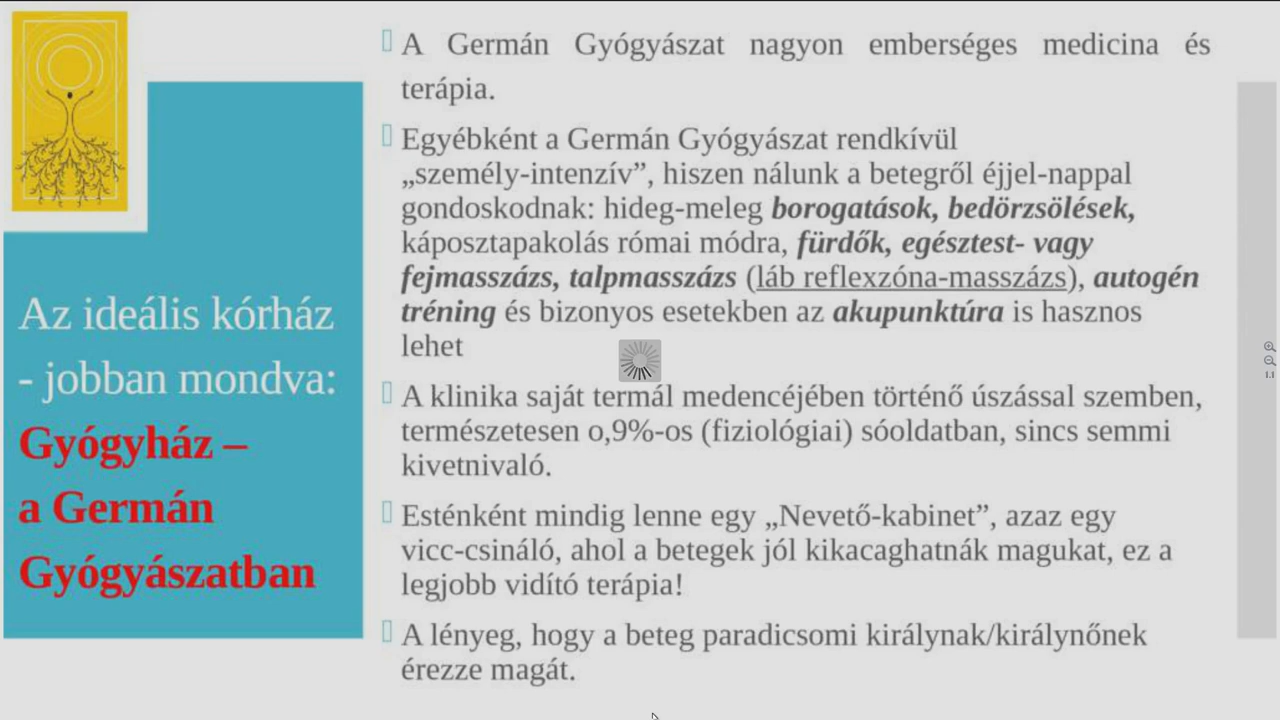 Az ideális kórház
- jobban mondva:
Gyógyház –
a Germán
Gyógyászatban
A Germán Gyógyászat nagyon emberséges medicina és
terápia.
Egyébként a Germán Gyógyászat rendkívül
„személy-intenzív”, hiszen nálunk a betegről éjjel-nappal
gondoskodnak: hideg-meleg borogatások, bedörzsölések,
káposztapakolás római módra, fürdők, egésztest- vagy
fejmasszázs, talpmasszázs (láb reflexzóna-masszázs), autogén
tréning és bizonyos esetekben az akupunktúra is hasznos
lehet
A klinika saját termál medencéjében történő úszással szemben,
természetesen o,9%-os (fiziológiai) sóoldatban, sincs semmi
kivetnivaló.
Esténként mindig lenne egy „Nevető-kabinet”, azaz egy
vicc-csináló, ahol a betegek jól kikacaghatnák magukat, ez a
legjobb vidító terápia!
A lényeg, hogy a beteg paradicsomi királynak/királynőnek
érezze magát.
1:1